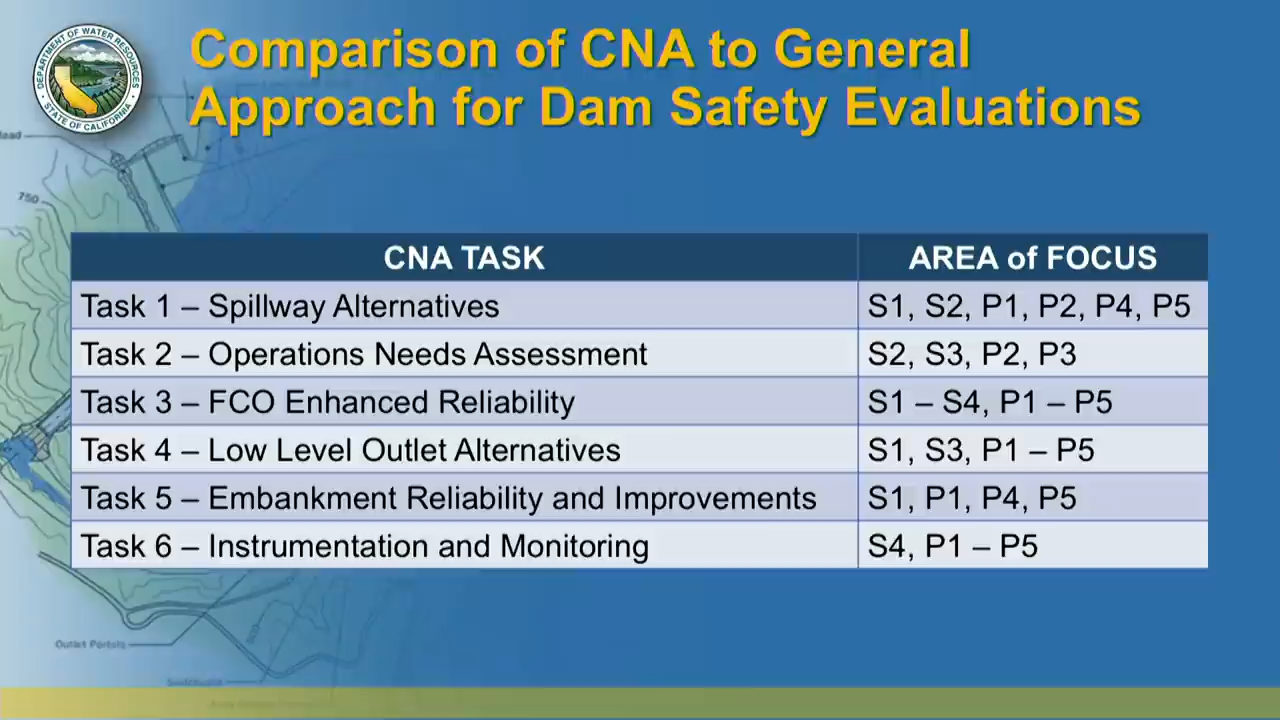 Comparison of CNA to General
Approach for Dam Safety Evaluations
DEPARTMENT OF WATER RESOURCES
STATE OF CALIFORNIA
750
CNA TASK AREA of FOCUS
Task 1 – Spillway Alternatives S1, S2, P1, P2, P4, P5
Task 2 – Operations Needs Assessment S2, S3, P2, P3
Task 3 – FCO Enhanced Reliability S1 – S4, P1 – P5
Task 4 – Low Level Outlet Alternatives S1, S3, P1 – P5
Task 5 – Embankment Reliability and Improvements S1, P1, P4, P5
Task 6 – Instrumentation and Monitoring S4, P1 – P5
Outlet Portals